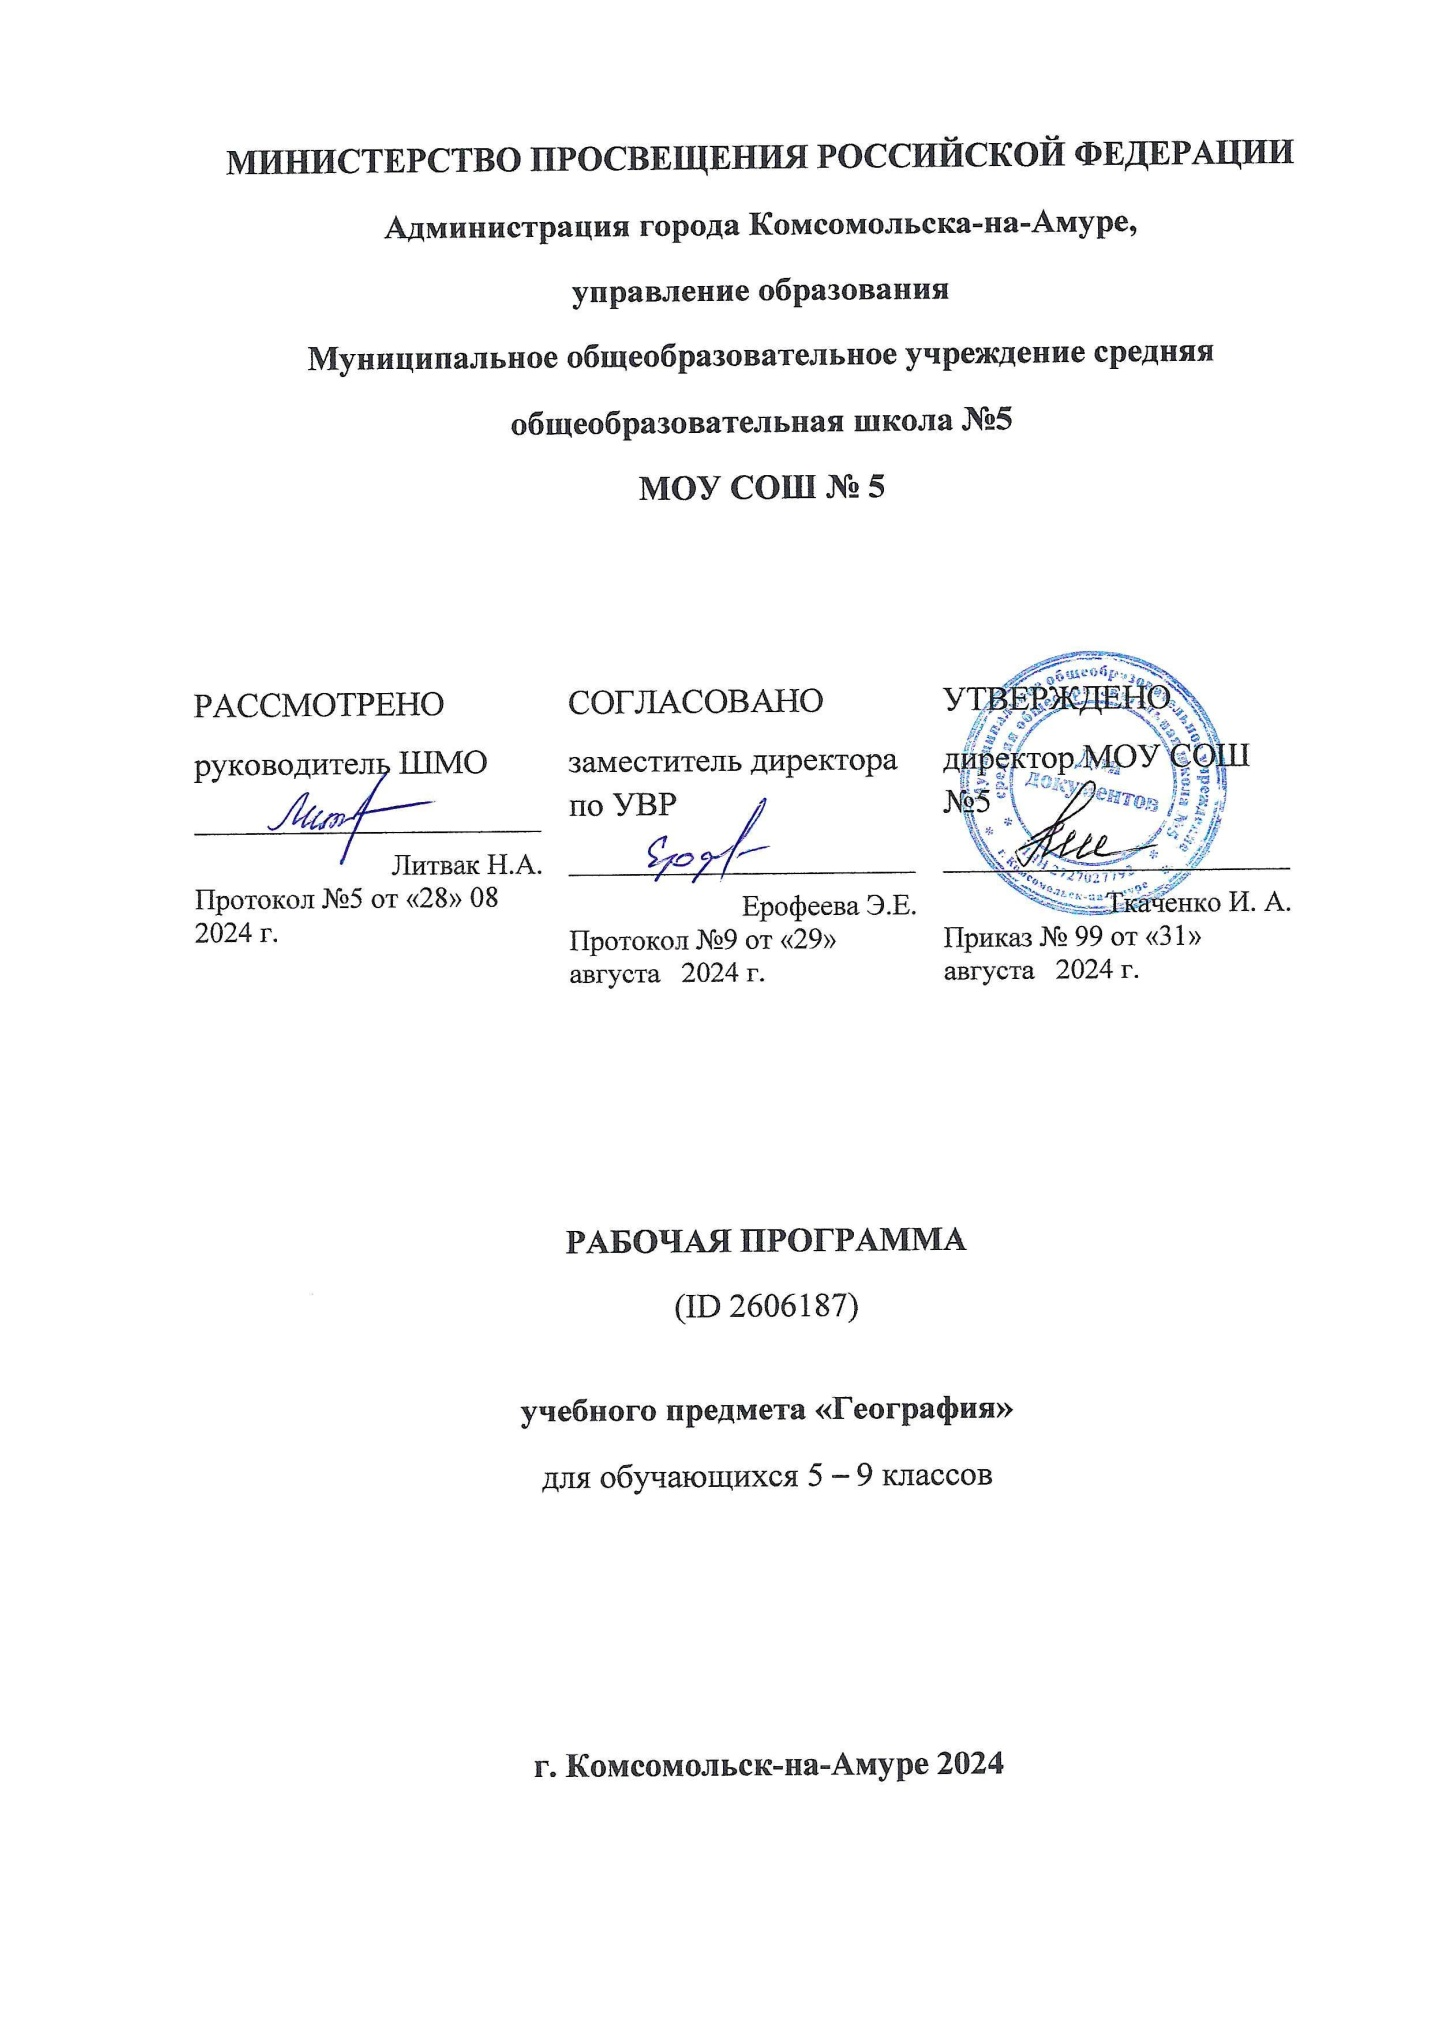 МИНИСТЕРСТВО ПРОСВЕЩЕНИЯ РОССИЙСКОЙ ФЕДЕРАЦИИ
Администрация города Комсомольска-на-Амуре,
управление образования
Муниципальное общеобразовательное учреждение средняя
общеобразовательная школа №5
МОУ СОШ № 5
РАССМОТРЕНО
руководитель ШМО
Литвак Н.А.
Протокол №5 от «28» 08
2024 г.
СОГЛАСОВАНО
заместитель директора
по УВР
Ерофеева Э.Е.
Протокол №9 от «29»
августа 2024 г.
УТВЕРЖДЕНО
директор МОУ СОШ
№5
Ткаченко И. А.
Приказ № 99 от «31»
августа 2024 г.
Для
документов
РАБОЧАЯ ПРОГРАММА
(ID 2606187)
учебного предмета «География»
для обучающихся 5 – 9 классов
г. Комсомольск-на-Амуре 2024